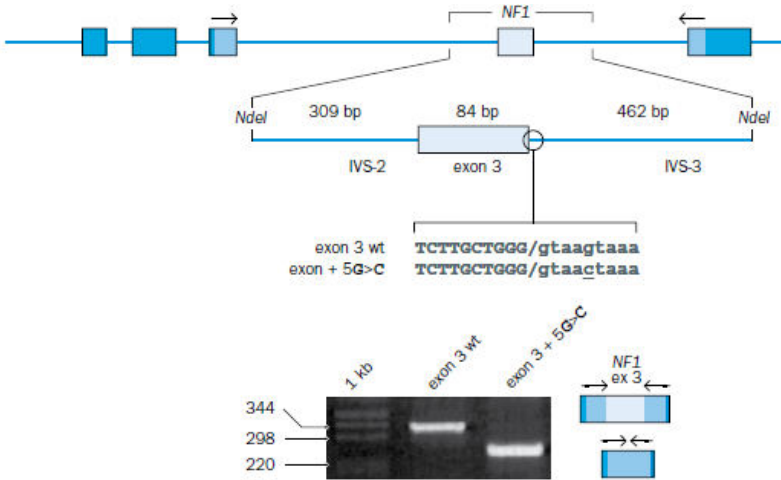 NF1
NdeI 309 bp 84 bp 462 bp NdeI
IVS-2 exon 3 IVS-3
exon 3 wt TCTTGCTGGG/gtaagtaaa
exon + 5G>C TCTTGCTGGG/gtaactaaa
1 kb exon 3 wt exon 3 + 5G>C
NF1
ex 3
344
298
220